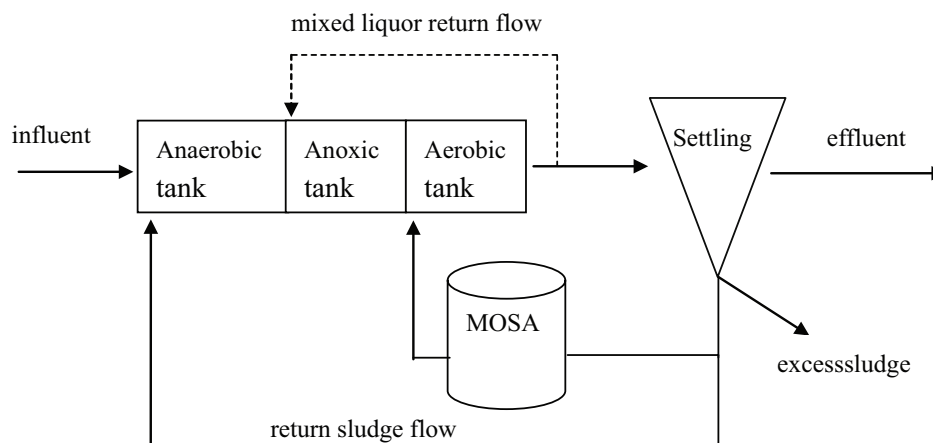 mixed liquor return flow
influent
Anaerobic
tank
Anoxic
tank
Aerobic
tank
Settling
effluent
MOSA
excesssludge
return sludge flow